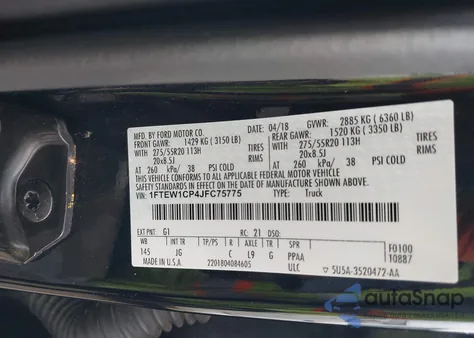 MFD. BY FORD MOTOR CO.
04/18 GVWR: 2885 KG ( 6360 LB)
FRONT GAWR: 1429 KG ( 3150 LB) REAR GAWR: 1520 KG ( 3350 LB)
WITH TIRES WITH TIRES
275/55R20 113H 275/55R20 113H
20x8.5J RIMS 20x8.5J RIMS
AT 260 kPa/ 38 PSI COLD AT 260 kPa/ 38 PSI COLD
THIS VEHICLE CONFORMS TO ALL APPLICABLE FEDERAL MOTOR VEHICLE
SAFETY STANDARDS IN EFFECT ON THE DATE OF MANUFACTURE SHOWN ABOVE.
VIN: 1FTEW1CP4JFC75775 TYPE: Truck
EXT PNT: G1 RC: 21 DSO:
WB INT TR TP/PS R AXLE TR SPR F0100
145 JG C L9 G PPAA 10887
MADE IN U.S.A. 2201804084605 ULC 5U5A-3520472-AA
autoSnap